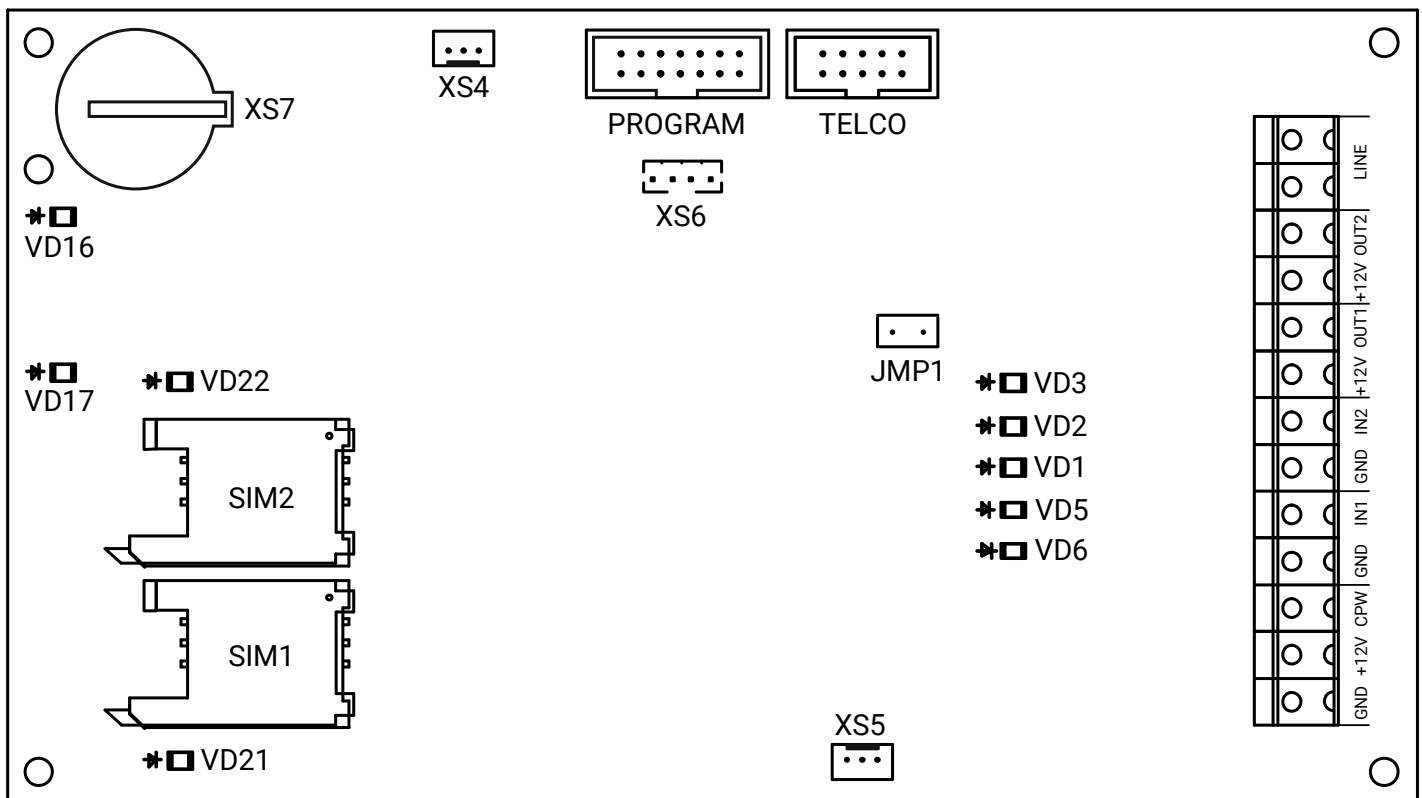 XS4
XS7
PROGRAM
TELCO
XS6
VD16
JMP1
VD17
VD22
VD3
VD2
VD1
VD5
VD6
SIM2
SIM1
VD21
XS5
LINE
OUT2
+12V
OUT1
+12V
IN2
GND
IN1
GND
CPW
+12V
GND